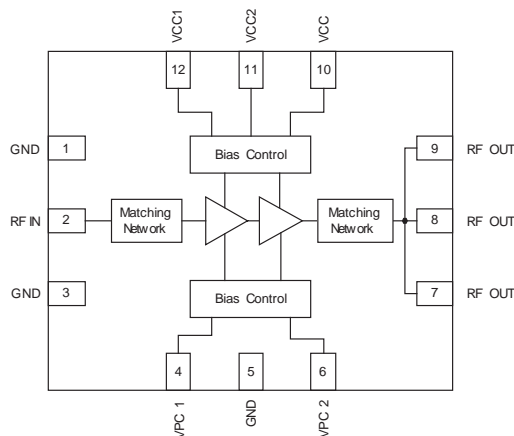 VCC1
VCC2
VCC
12
11
10
GND
1
Bias Control
9
RF OUT
RF IN
2
Matching
Network
Matching
Network
8
RF OUT
GND
3
Bias Control
7
RF OUT
4
5
6
VPC 1
GND
VPC 2